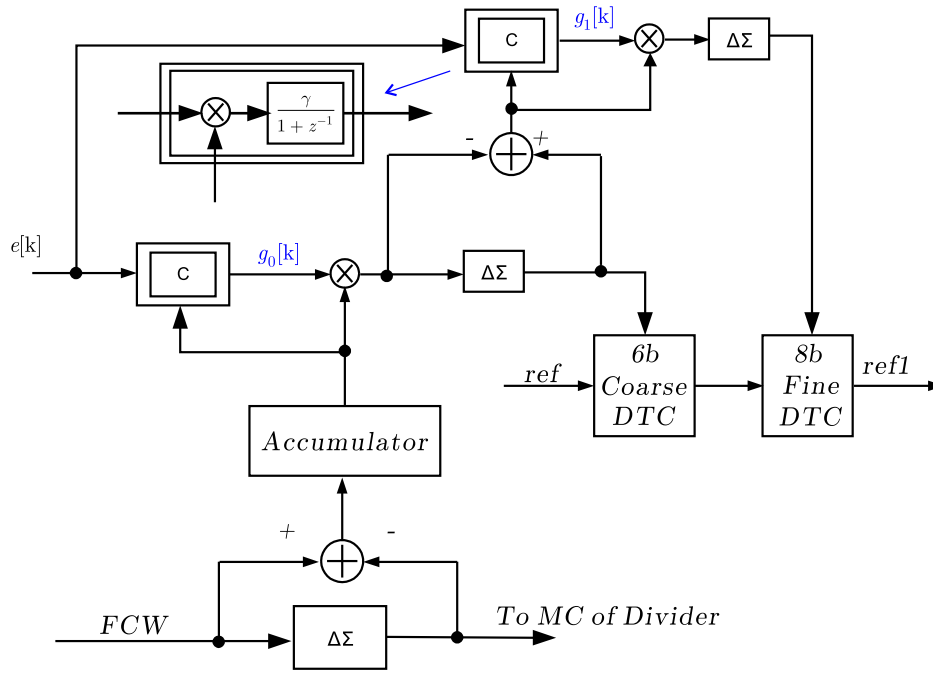 C
g₁[k]
ΔΣ
γ
1 + z⁻¹
-
+
e[k]
C
g₀[k]
ΔΣ
6b
Coarse
DTC
8b
Fine
DTC
ref
ref1
Accumulator
+
-
FCW
ΔΣ
To MC of Divider